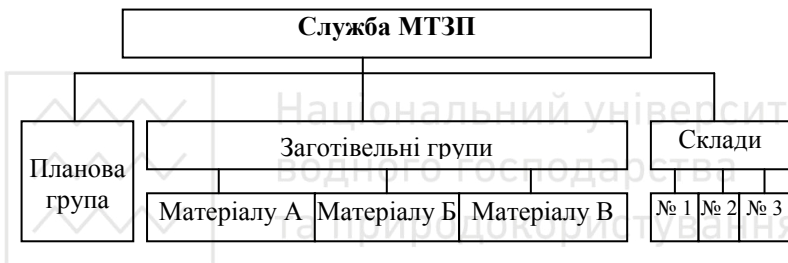 Служба МТЗП
Національний університ
водного господарства
та природокористування
Планова
група
Заготівельні групи
Склади
Матеріалу А
Матеріалу Б
Матеріалу В
№ 1
№ 2
№ 3